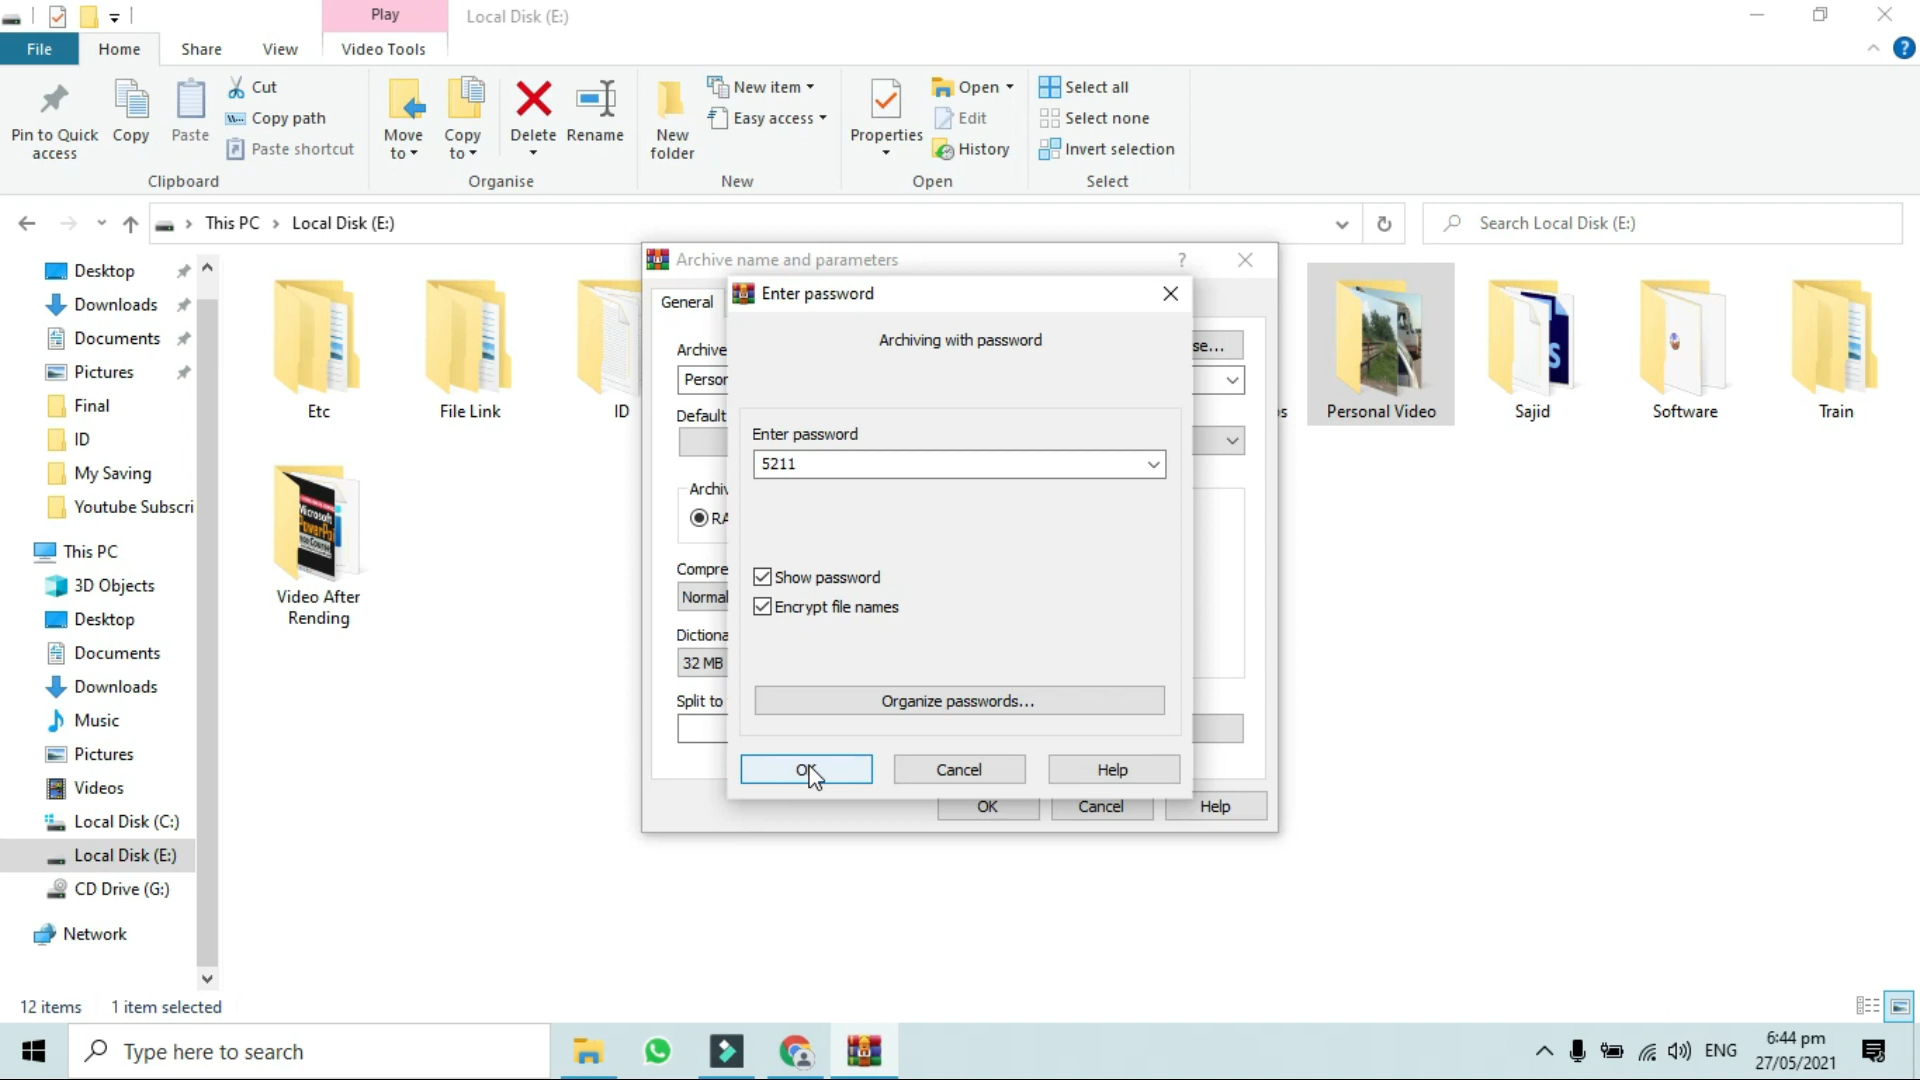 Play
Local Disk (E:)
File
Home
Share
View
Video Tools
Pin to Quick access
Copy
Paste
Cut
Copy path
Paste shortcut
Clipboard
Move to
Copy to
Delete
Rename
Organise
New folder
New item
Easy access
New
Properties
Open
Edit
History
Open
Select all
Select none
Invert selection
Select
This PC
Local Disk (E:)
Search Local Disk (E:)
Desktop
Downloads
Documents
Pictures
Final
ID
My Saving
Youtube Subscri
This PC
3D Objects
Desktop
Documents
Downloads
Music
Pictures
Videos
Local Disk (C:)
Local Disk (E:)
CD Drive (G:)
Network
Etc
File Link
ID
Personal Video
Sajid
Software
Train
Microsoft
Video After
Rending
Archive name and parameters
?
General
Archive
Person
Default
Archiv
RA
Compre
Normal
Dictiona
32 MB
Split to
se...
OK
Cancel
Help
Enter password
Archiving with password
Enter password
5211
Show password
Encrypt file names
Organize passwords...
OK
Cancel
Help
12 items
1 item selected
Type here to search
ENG
6:44 pm
27/05/2021